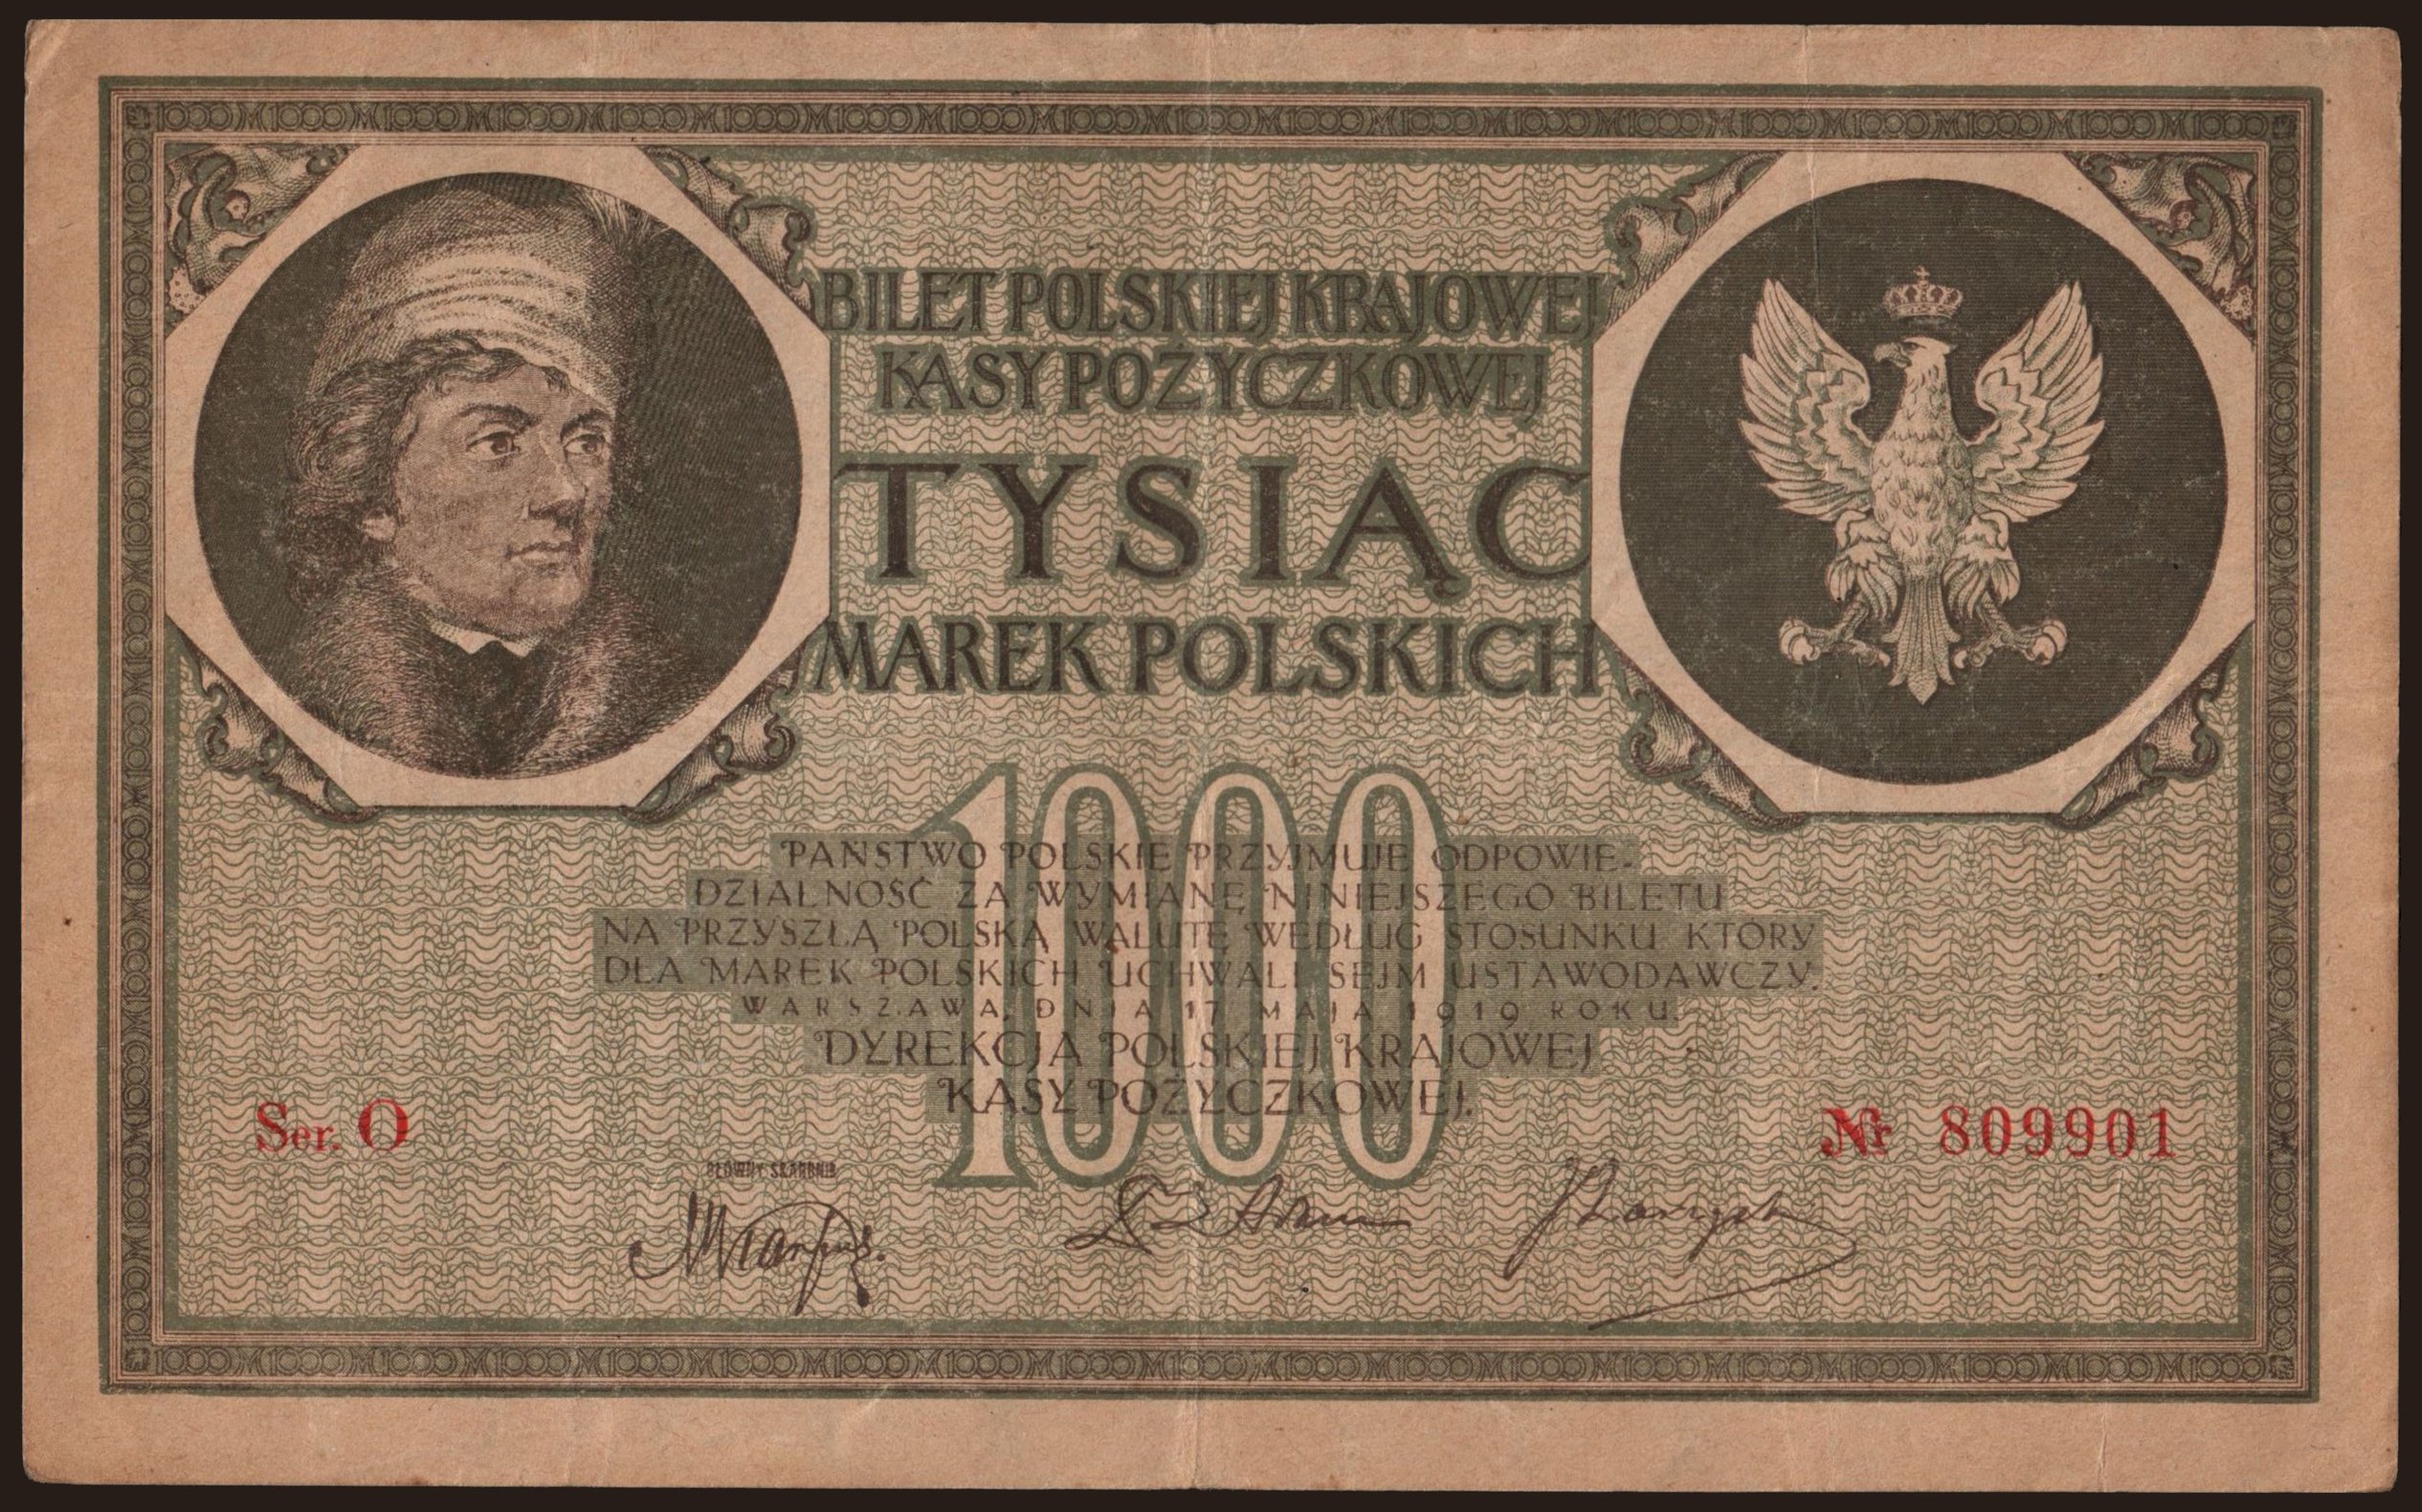 BILET POLSKIEJ KRAJOWEJ
KASY POŻYCZKOWEJ
TYSIĄC
MAREK POLSKICH
1000
PAŃSTWO POLSKIE PRZYJMUJE ODPOWIE-
DZIALNOŚĆ ZA WYMIANĘ NINIEJSZEGO BILETU
NA PRZYSZŁĄ POLSKĄ WALUTĘ WEDŁUG STOSUNKU KTÓRY
DLA MAREK POLSKICH UCHWALI SEJM USTAWODAWCZY.
WARSZAWA, DNIA 17 MAJA 1919 ROKU.
DYREKCJA POLSKIEJ KRAJOWEJ
KASY POŻYCZKOWEJ.
Ser. O
№ 809901
GŁÓWNY SKARBNIK